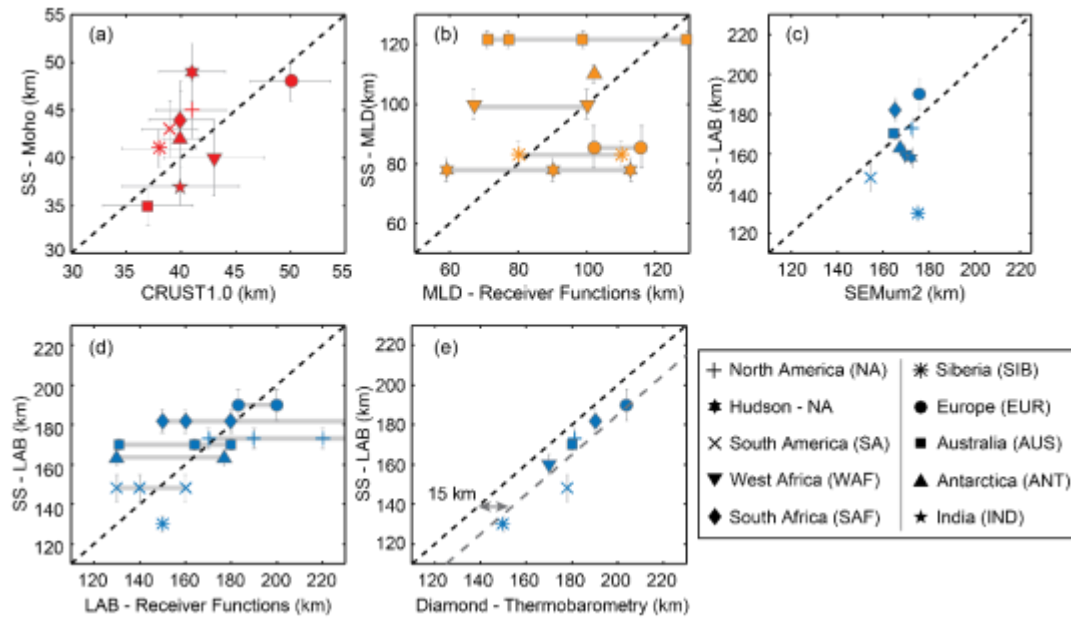 (a)
SS - Moho (km)
55
50
45
40
35
30
30 35 40 45 50 55
CRUST1.0 (km)
(b)
SS - MLD(km)
120
100
80
60
60 80 100 120
MLD - Receiver Functions (km)
(c)
SS - LAB (km)
220
200
180
160
140
120
120 140 160 180 200 220
SEMum2 (km)
(d)
SS - LAB (km)
220
200
180
160
140
120
120 140 160 180 200 220
LAB - Receiver Functions (km)
(e)
SS - LAB (km)
220
200
180
160
140
120
15 km
120 140 160 180 200 220
Diamond - Thermobarometry (km)
North America (NA)
Hudson - NA
South America (SA)
West Africa (WAF)
South Africa (SAF)
Siberia (SIB)
Europe (EUR)
Australia (AUS)
Antarctica (ANT)
India (IND)